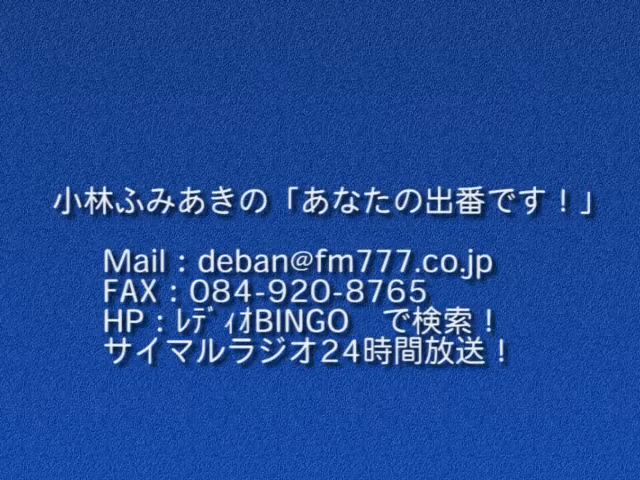 小林ふみあきの「あなたの出番です！」
Mail：deban@fm777.co.jp
FAX：084-920-8765
HP：ﾚﾃﾞｨｵBINGO　で検索！
サイマルラジオ24時間放送！